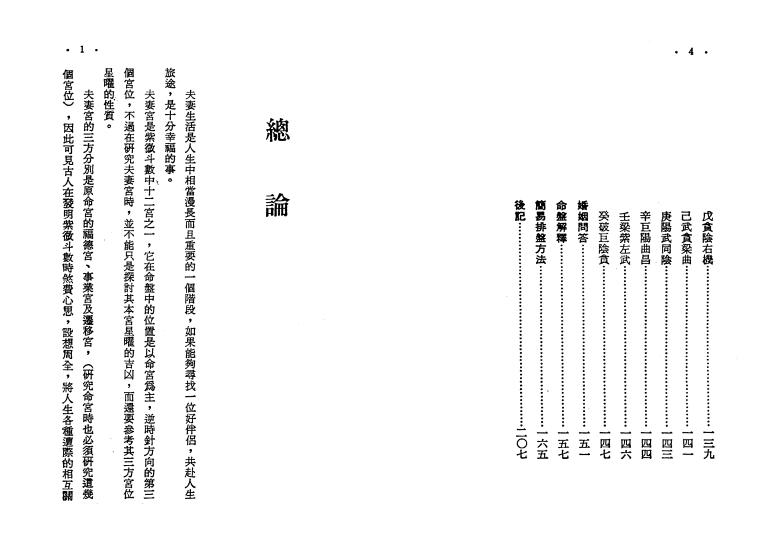 · 4 ·
戊貪陰右機……一三九
己武貪梁曲……一四一
庚陽武同陰……一四三
辛巨陽曲昌……一四四
壬梁紫左武……一四六
癸破巨陰貪……一四七
婚姻問答……一五一
命盤解釋……一五七
簡易排盤方法……一六五
後記……二〇七
· 1 ·
總論
夫妻生活是人生中相當漫長而且重要的一個階段，如果能夠尋找一位好伴侶，共赴人生
旅途，是十分幸福的事。
夫妻宮是紫微斗數中十二宮之一，它在命盤中的位置是以命宮爲主，逆時針方向的第三
個宮位，不過在研究夫妻宮時，並不能只是探討其本宮星曜的吉凶，而還要參考其三方宮位
星曜的性質。
夫妻宮的三方分別是原命宮的福德宮、事業宮及遷移宮，（研究命宮時也必須研究這幾
個宮位），因此可見古人在發明紫微斗數時煞費心思，設想周全，將人生各種遭際的相互關